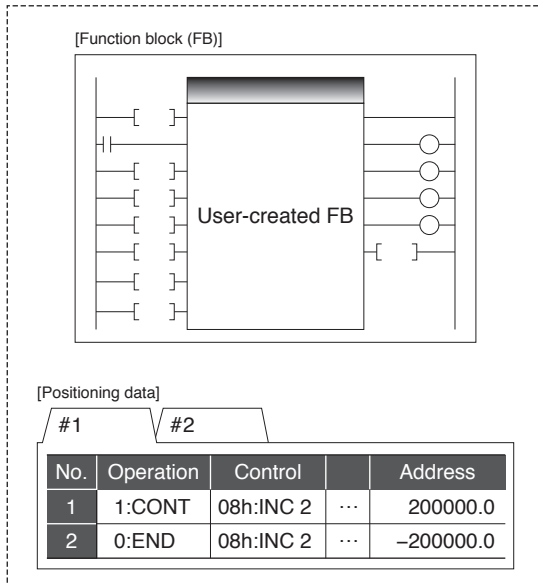 [Function block (FB)]
User-created FB
[Positioning data]
#1 #2
No. Operation Control Address
1 1:CONT 08h:INC 2 ⋯ 200000.0
2 0:END 08h:INC 2 ⋯ −200000.0